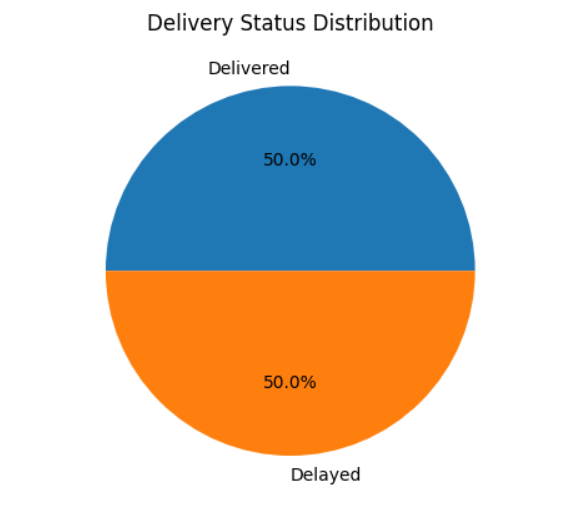 Delivery Status Distribution
Delivered
50.0%
50.0%
Delayed